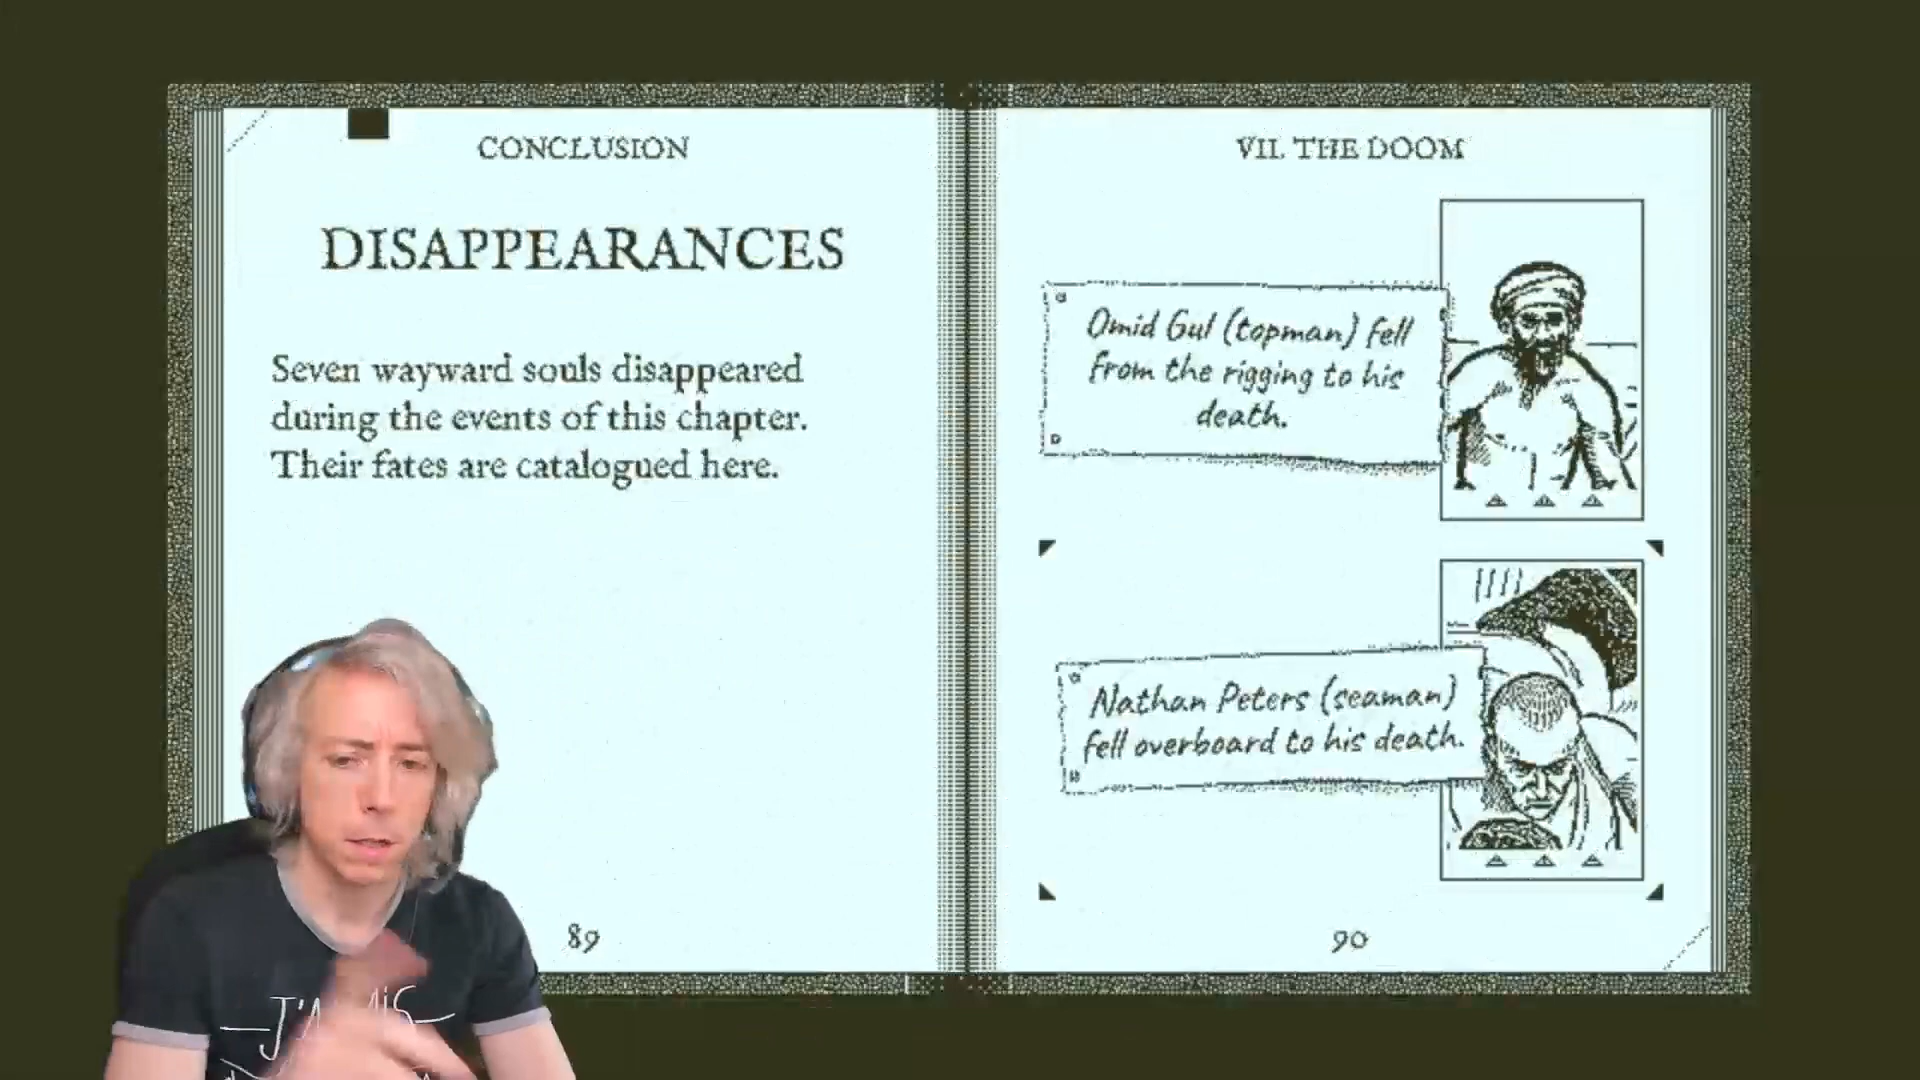 CONCLUSION
DISAPPEARANCES
Seven wayward souls disappeared
during the events of this chapter.
Their fates are catalogued here.
89
VII. THE DOOM
Omid Gul (topman) fell
from the rigging to his
death.
Nathan Peters (seaman)
fell overboard to his death.
90